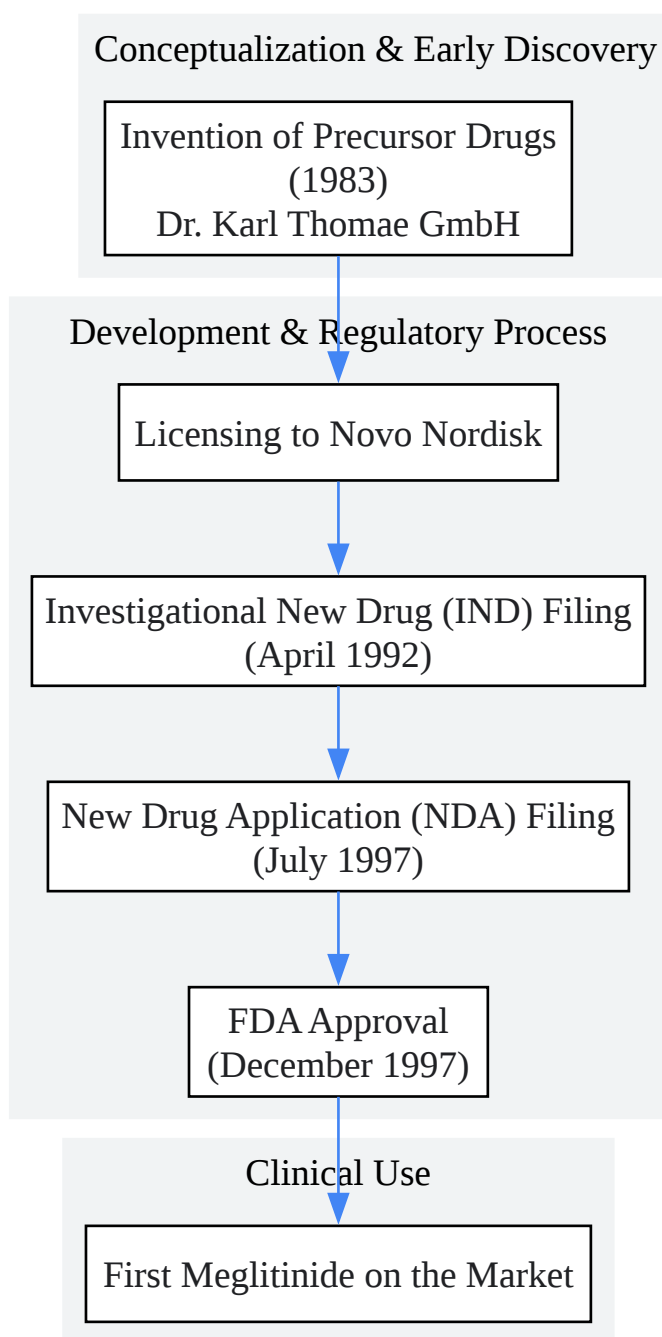 Conceptualization & Early Discovery
Invention of Precursor Drugs
(1983)
Dr. Karl Thomae GmbH
Development & Regulatory Process
Licensing to Novo Nordisk
Investigational New Drug (IND) Filing
(April 1992)
New Drug Application (NDA) Filing
(July 1997)
FDA Approval
(December 1997)
Clinical Use
First Meglitinide on the Market